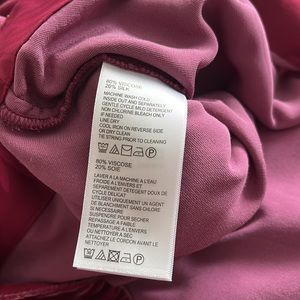 80% VISCOSE
20% SILK
MACHINE WASH COLD
INSIDE OUT AND SEPARATELY
GENTLE CYCLE MILD DETERGENT
NON CHLORINE BLEACH ONLY
IF NEEDED
LINE DRY
COOL IRON ON REVERSE SIDE
OR DRY CLEAN
TIE STRING PRIOR TO CLEANING
80% VISCOSE
20% SOIE
LAVER A LA MACHINE A L'EAU
FROIDE A L'ENVERS ET
SEPAREMENT DETERGENT DOUX DE
CYCLE DELICAT
UTILISER UNIQUEMENT UN AGENT
DE BLANCHIMENT SANS CHLORE
SI NECESSAIRE
SUSPENDRE POUR SECHER
REPASSAGE A FAIBLE
TEMPERATURE A L'ENVERS
OU NETTOYER A SEC
ATTACHER LE CORDON AVANT LE
NETTOYER